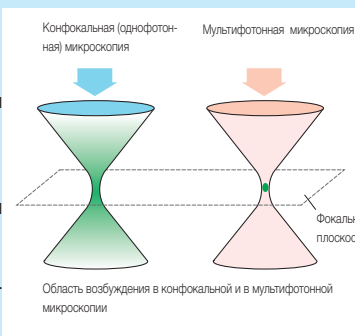 Конфокальная (однофотон-
ная) микроскопия
Мультифотонная микроскопия
Область возбуждения в конфокальной и в мультифотонной
микроскопии